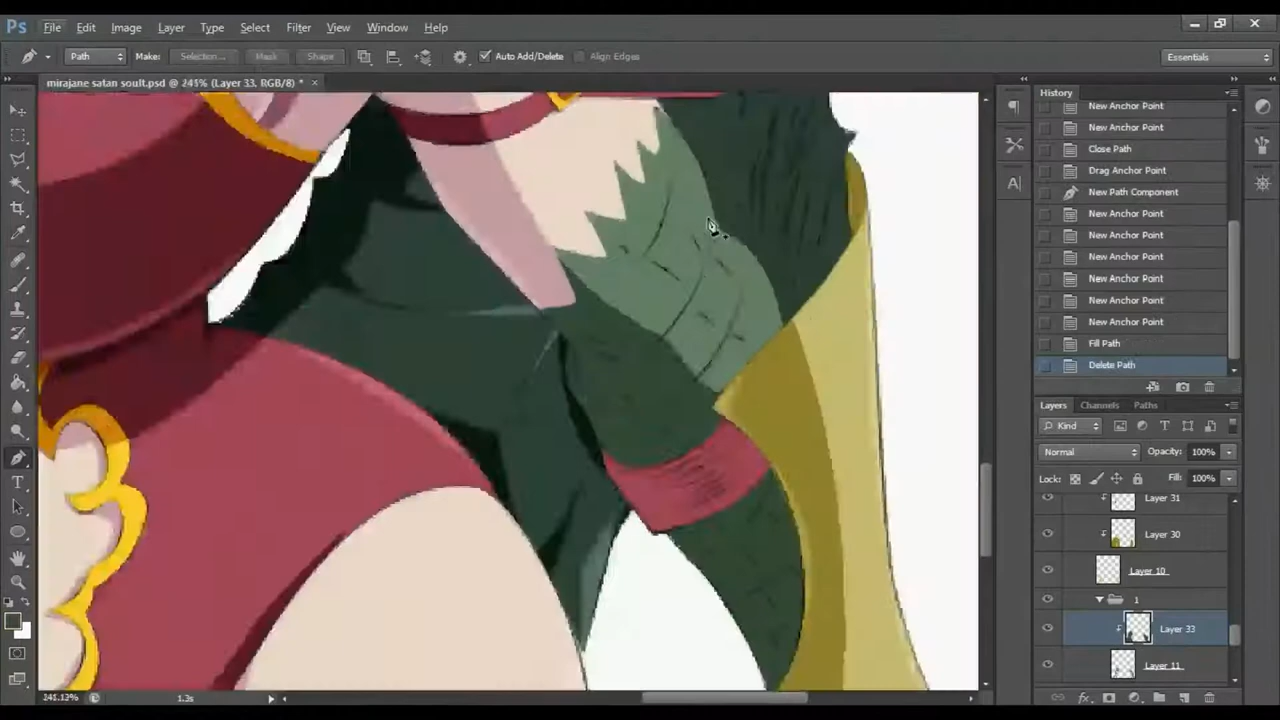 Ps File Edit Image Layer Type Select Filter View Window Help
Path Make: Selection... Mask Shape Auto Add/Delete Align Edges Essentials
mirajane satan soult.psd @ 241% (Layer 33, RGB/8) *
History
New Anchor Point
New Anchor Point
Close Path
Drag Anchor Point
New Path Component
New Anchor Point
New Anchor Point
New Anchor Point
New Anchor Point
New Anchor Point
New Anchor Point
Fill Path
Delete Path
Layers Channels Paths
Kind
Normal Opacity: 100%
Lock: Fill: 100%
Layer 31
Layer 30
Layer 10
1
Layer 33
Layer 11
241.13% 1.3s